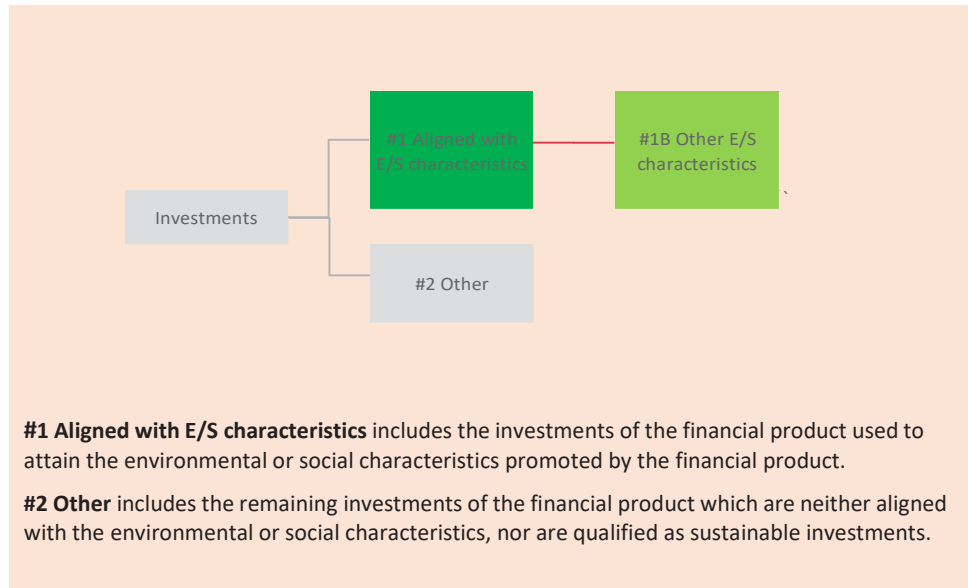 #1 Aligned with
E/S characteristics
#1B Other E/S
characteristics
`
Investments
#2 Other
#1 Aligned with E/S characteristics includes the investments of the financial product used to
attain the environmental or social characteristics promoted by the financial product.
#2 Other includes the remaining investments of the financial product which are neither aligned
with the environmental or social characteristics, nor are qualified as sustainable investments.